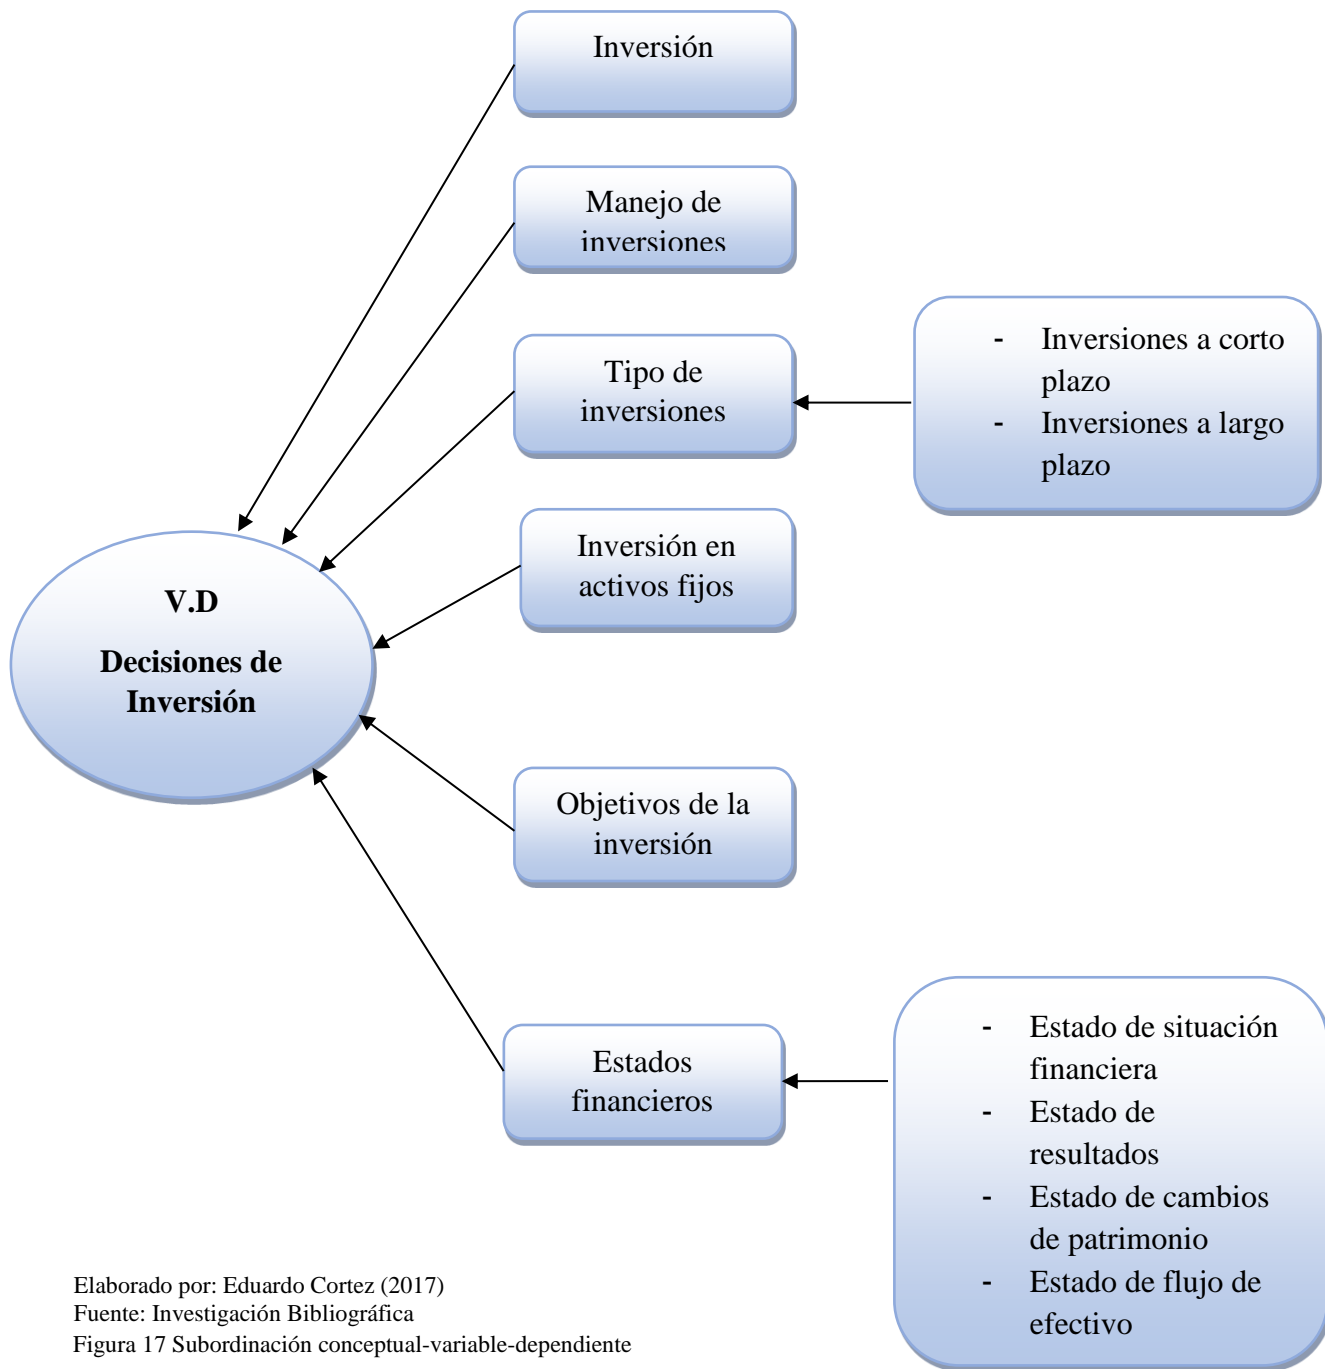 Inversión
Manejo de
inversiones
Tipo de
inversiones
- Inversiones a corto
plazo
- Inversiones a largo
plazo
Inversión en
activos fijos
V.D
Decisiones de
Inversión
Objetivos de la
inversión
Estados
financieros
- Estado de situación
financiera
- Estado de
resultados
- Estado de cambios
de patrimonio
- Estado de flujo de
efectivo
Elaborado por: Eduardo Cortez (2017)
Fuente: Investigación Bibliográfica
Figura 17 Subordinación conceptual-variable-dependiente